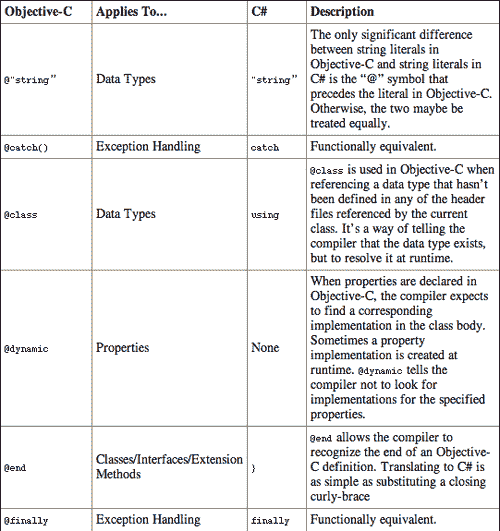 Objective-C Applies To... C# Description
@"string" Data Types "string"
The only significant difference
between string literals in
Objective-C and string literals in
C# is the “@” symbol that
precedes the literal in Objective-C.
Otherwise, the two maybe be
treated equally.
@catch() Exception Handling catch Functionally equivalent.
@class Data Types using
@class is used in Objective-C when
referencing a data type that hasn't
been defined in any of the header
files referenced by the current
class. It's a way of telling the
compiler that the data type exists,
but to resolve it at runtime.
@dynamic Properties None
When properties are declared in
Objective-C, the compiler expects
to find a corresponding
implementation in the class body.
Sometimes a property
implementation is created at
runtime. @dynamic tells the
compiler not to look for
implementations for the specified
properties.
@end Classes/Interfaces/Extension
Methods }
@end allows the compiler to
recognize the end of an Objective-
C definition. Translating to C# is
as simple as substituting a closing
curly-brace
@finally Exception Handling finally Functionally equivalent.